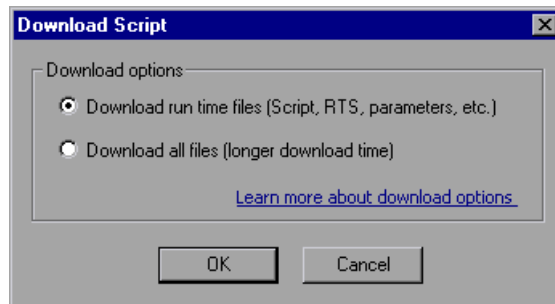 Download Script
Download options
Download run time files (Script, RTS, parameters, etc.)
Download all files (longer download time)
Learn more about download options
OK
Cancel